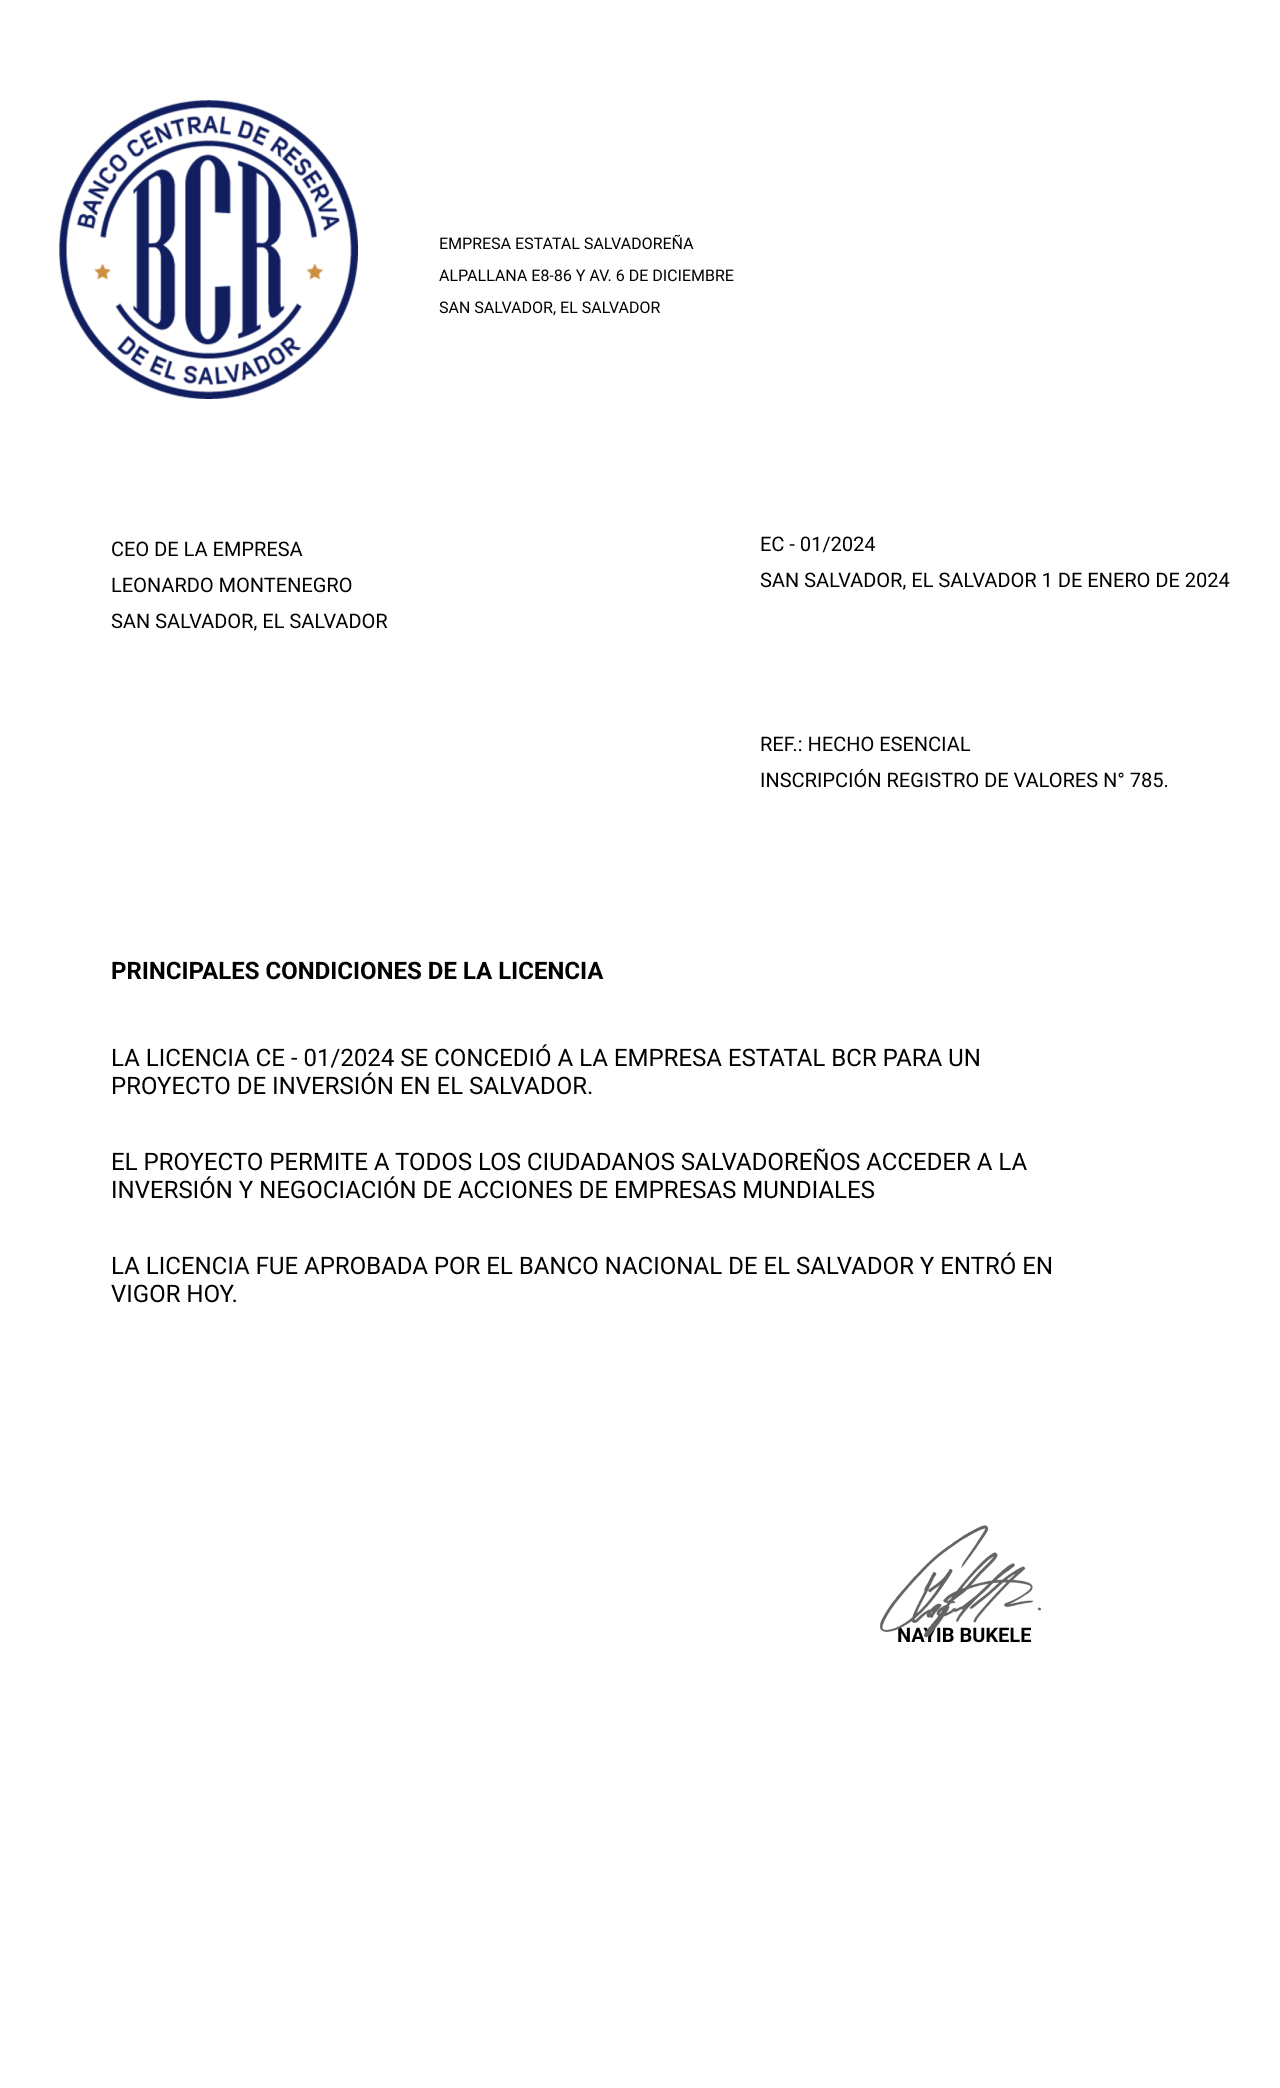 BANCO CENTRAL DE RESERVA
BCR
DE EL SALVADOR
EMPRESA ESTATAL SALVADOREÑA
ALPALLANA E8-86 Y AV. 6 DE DICIEMBRE
SAN SALVADOR, EL SALVADOR
CEO DE LA EMPRESA
LEONARDO MONTENEGRO
SAN SALVADOR, EL SALVADOR
EC - 01/2024
SAN SALVADOR, EL SALVADOR 1 DE ENERO DE 2024
REF.: HECHO ESENCIAL
INSCRIPCIÓN REGISTRO DE VALORES N° 785.
PRINCIPALES CONDICIONES DE LA LICENCIA
LA LICENCIA CE - 01/2024 SE CONCEDIÓ A LA EMPRESA ESTATAL BCR PARA UN
PROYECTO DE INVERSIÓN EN EL SALVADOR.
EL PROYECTO PERMITE A TODOS LOS CIUDADANOS SALVADOREÑOS ACCEDER A LA
INVERSIÓN Y NEGOCIACIÓN DE ACCIONES DE EMPRESAS MUNDIALES
LA LICENCIA FUE APROBADA POR EL BANCO NACIONAL DE EL SALVADOR Y ENTRÓ EN
VIGOR HOY.
NAYIB BUKELE